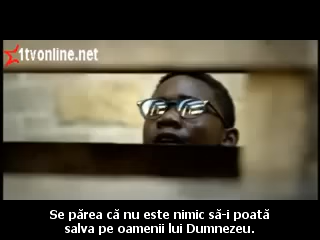 1tvonline.net
Se părea că nu este nimic să-i poată
salva pe oamenii lui Dumnezeu.